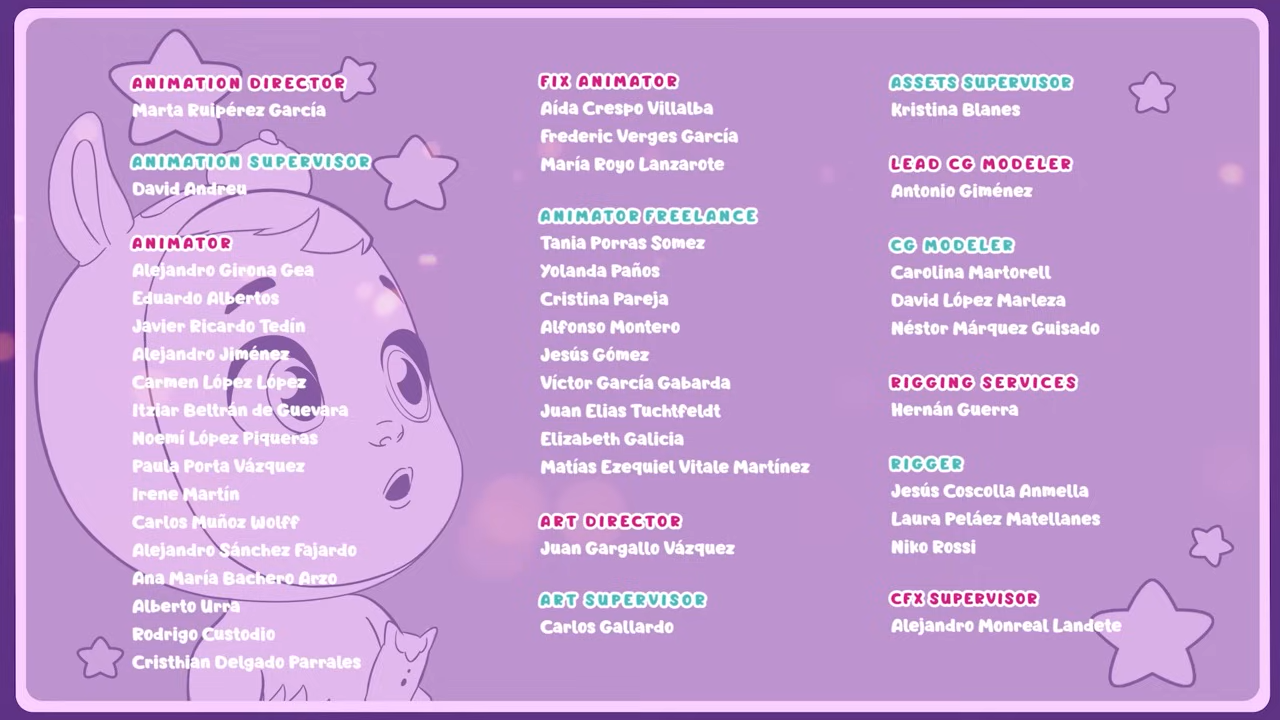 ANIMATION DIRECTOR
Marta Ruipérez García
ANIMATION SUPERVISOR
David Andreu
ANIMATOR
Alejandro Girona Gea
Eduardo Albertos
Javier Ricardo Tedín
Alejandro Jiménez
Carmen López López
Itziar Beltrán de Guevara
Noemí López Piqueras
Paula Porta Vázquez
Irene Martín
Carlos Muñoz Wolff
Alejandro Sánchez Fajardo
Ana María Bachero Arzo
Alberto Urra
Rodrigo Custodio
Cristhian Delgado Parrales
FIX ANIMATOR
Aída Crespo Villalba
Frederic Verges García
María Royo Lanzarote
ANIMATOR FREELANCE
Tania Porras Somez
Yolanda Paños
Cristina Pareja
Alfonso Montero
Jesús Gómez
Víctor García Gabarda
Juan Elias Tuchtfeldt
Elizabeth Galicia
Matías Ezequiel Vitale Martínez
ART DIRECTOR
Juan Gargallo Vázquez
ART SUPERVISOR
Carlos Gallardo
ASSETS SUPERVISOR
Kristina Blanes
LEAD CG MODELER
Antonio Giménez
CG MODELER
Carolina Martorell
David López Marleza
Néstor Márquez Guisado
RIGGING SERVICES
Hernán Guerra
RIGGER
Jesús Coscolla Anmella
Laura Peláez Matellanes
Niko Rossi
CFX SUPERVISOR
Alejandro Monreal Landete